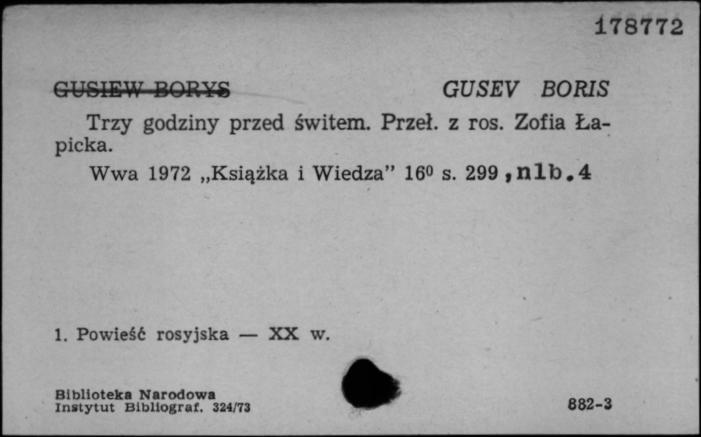 178772
GUSIEW BORYS GUSEV BORIS
Trzy godziny przed świtem. Przeł. z ros. Zofia Ła-
picka.
Wwa 1972 „Książka i Wiedza” 16⁰ s. 299 , nlb. 4
1. Powieść rosyjska — XX w.
Biblioteka Narodowa
Instytut Bibliograf. 324/73 882-3